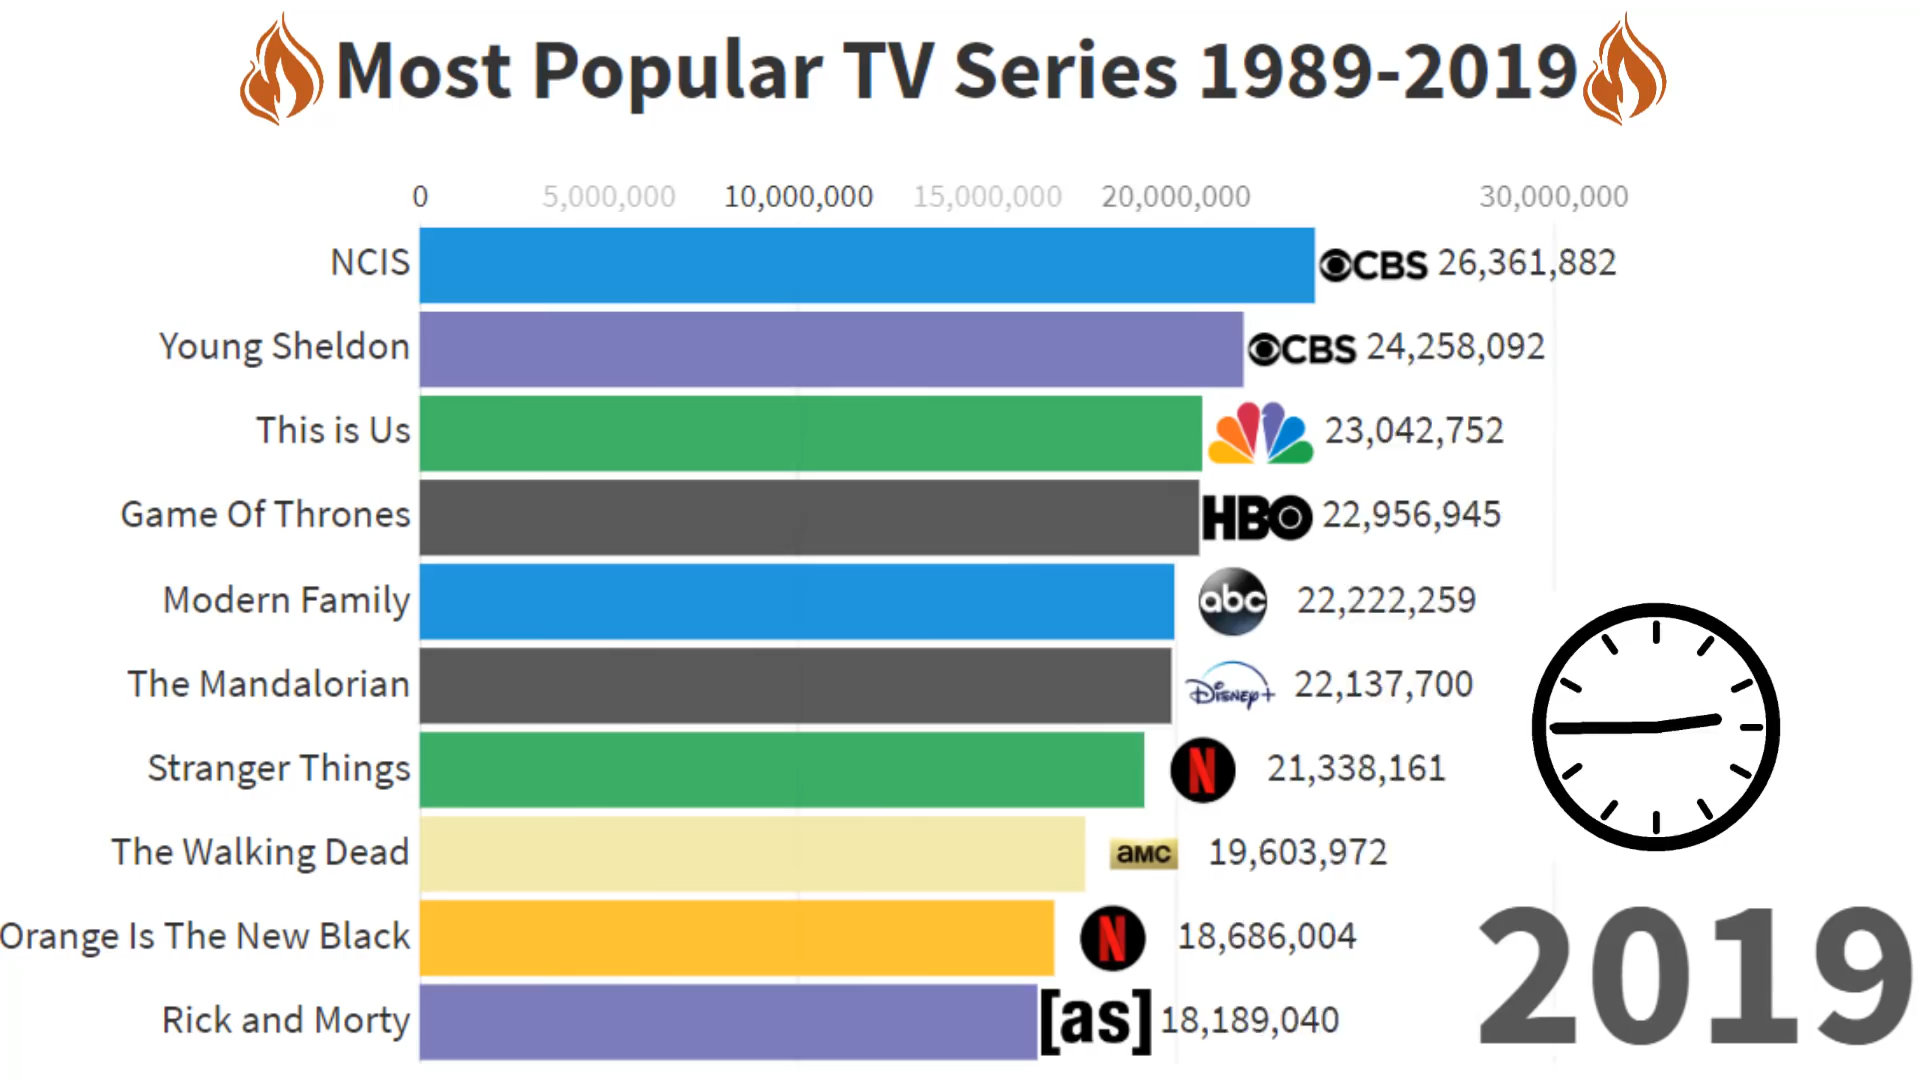 Most Popular TV Series 1989-2019
0 5,000,000 10,000,000 15,000,000 20,000,000 30,000,000
NCIS CBS 26,361,882
Young Sheldon CBS 24,258,092
This is Us 23,042,752
Game Of Thrones HBO 22,956,945
Modern Family abc 22,222,259
The Mandalorian Disney+ 22,137,700
Stranger Things N 21,338,161
The Walking Dead aMC 19,603,972
Orange Is The New Black N 18,686,004
Rick and Morty [as] 18,189,040
2019